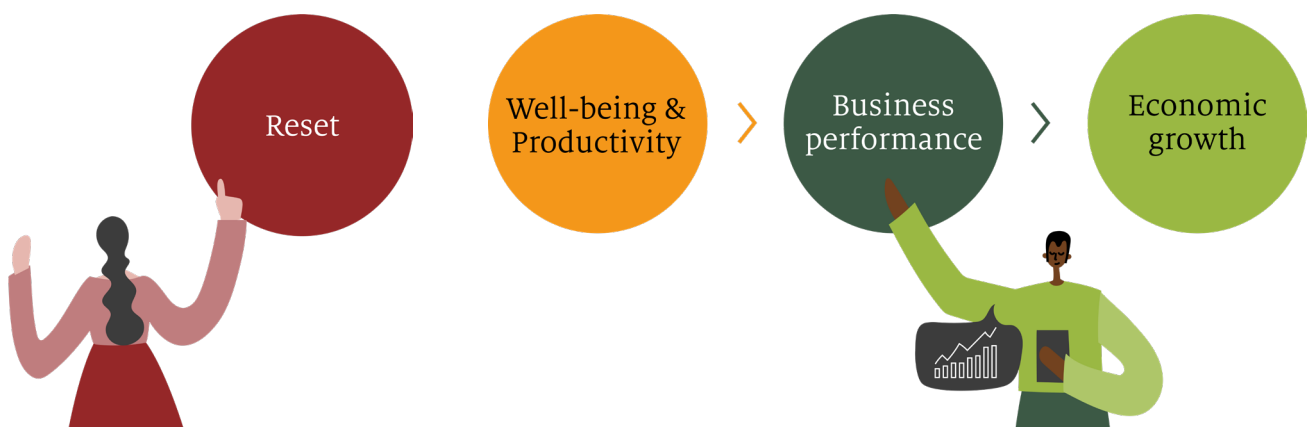 Reset
Well-being &
Productivity
Business
performance
Economic
growth